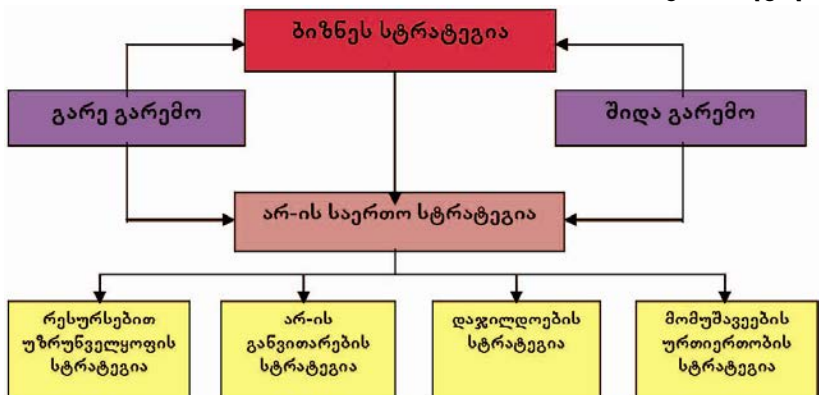 ბიზნეს სტრატეგია
გარე გარემო
შიდა გარემო
არ-ის საერთო სტრატეგია
რესურსებით
უზრუნველყოფის
სტრატეგია
არ-ის
განვითარების
სტრატეგია
დაჯილდოების
სტრატეგია
მომუშავეების
ურთიერთობის
სტრატეგია